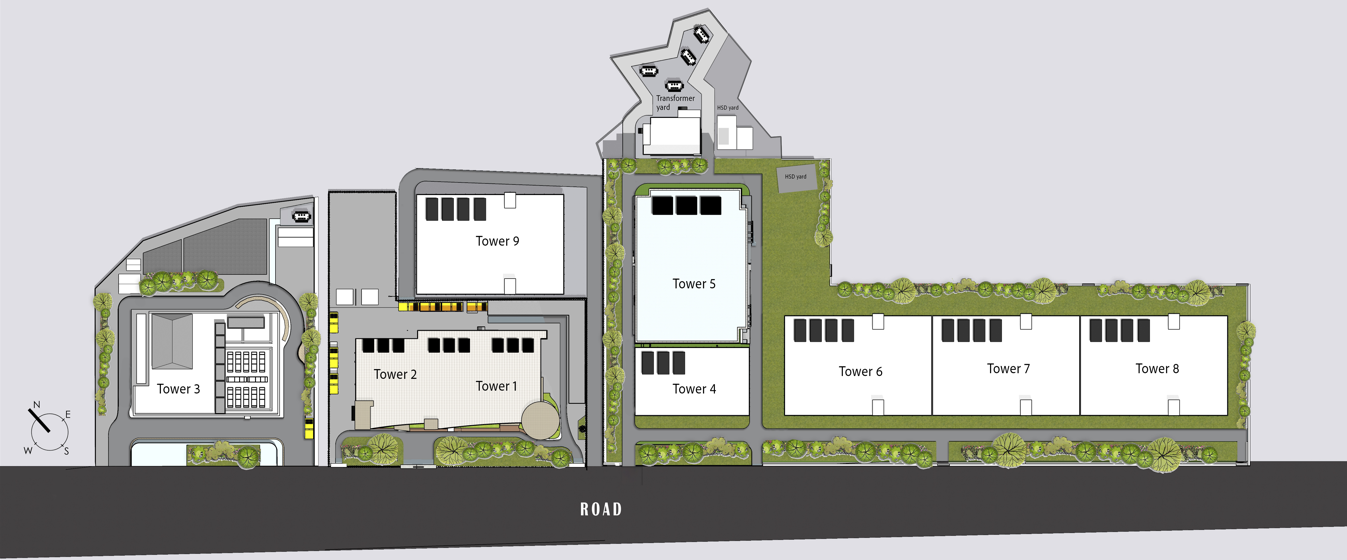 Transformer
yard
HSD yard
HSD yard
Tower 9
Tower 5
Tower 3
Tower 2
Tower 1
Tower 4
Tower 6
Tower 7
Tower 8
N
E
W
S
ROAD